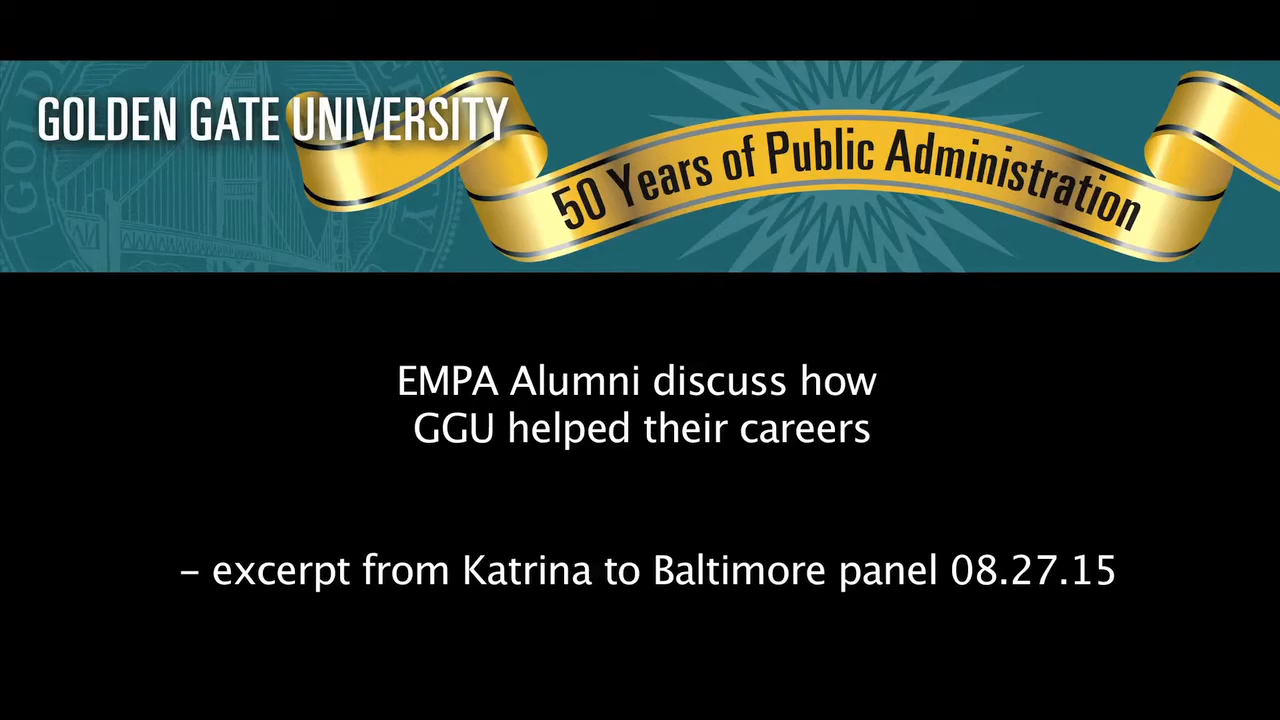 GOLDEN GATE UNIVERSITY
50 Years of Public Administration
EMPA Alumni discuss how
GGU helped their careers
– excerpt from Katrina to Baltimore panel 08.27.15